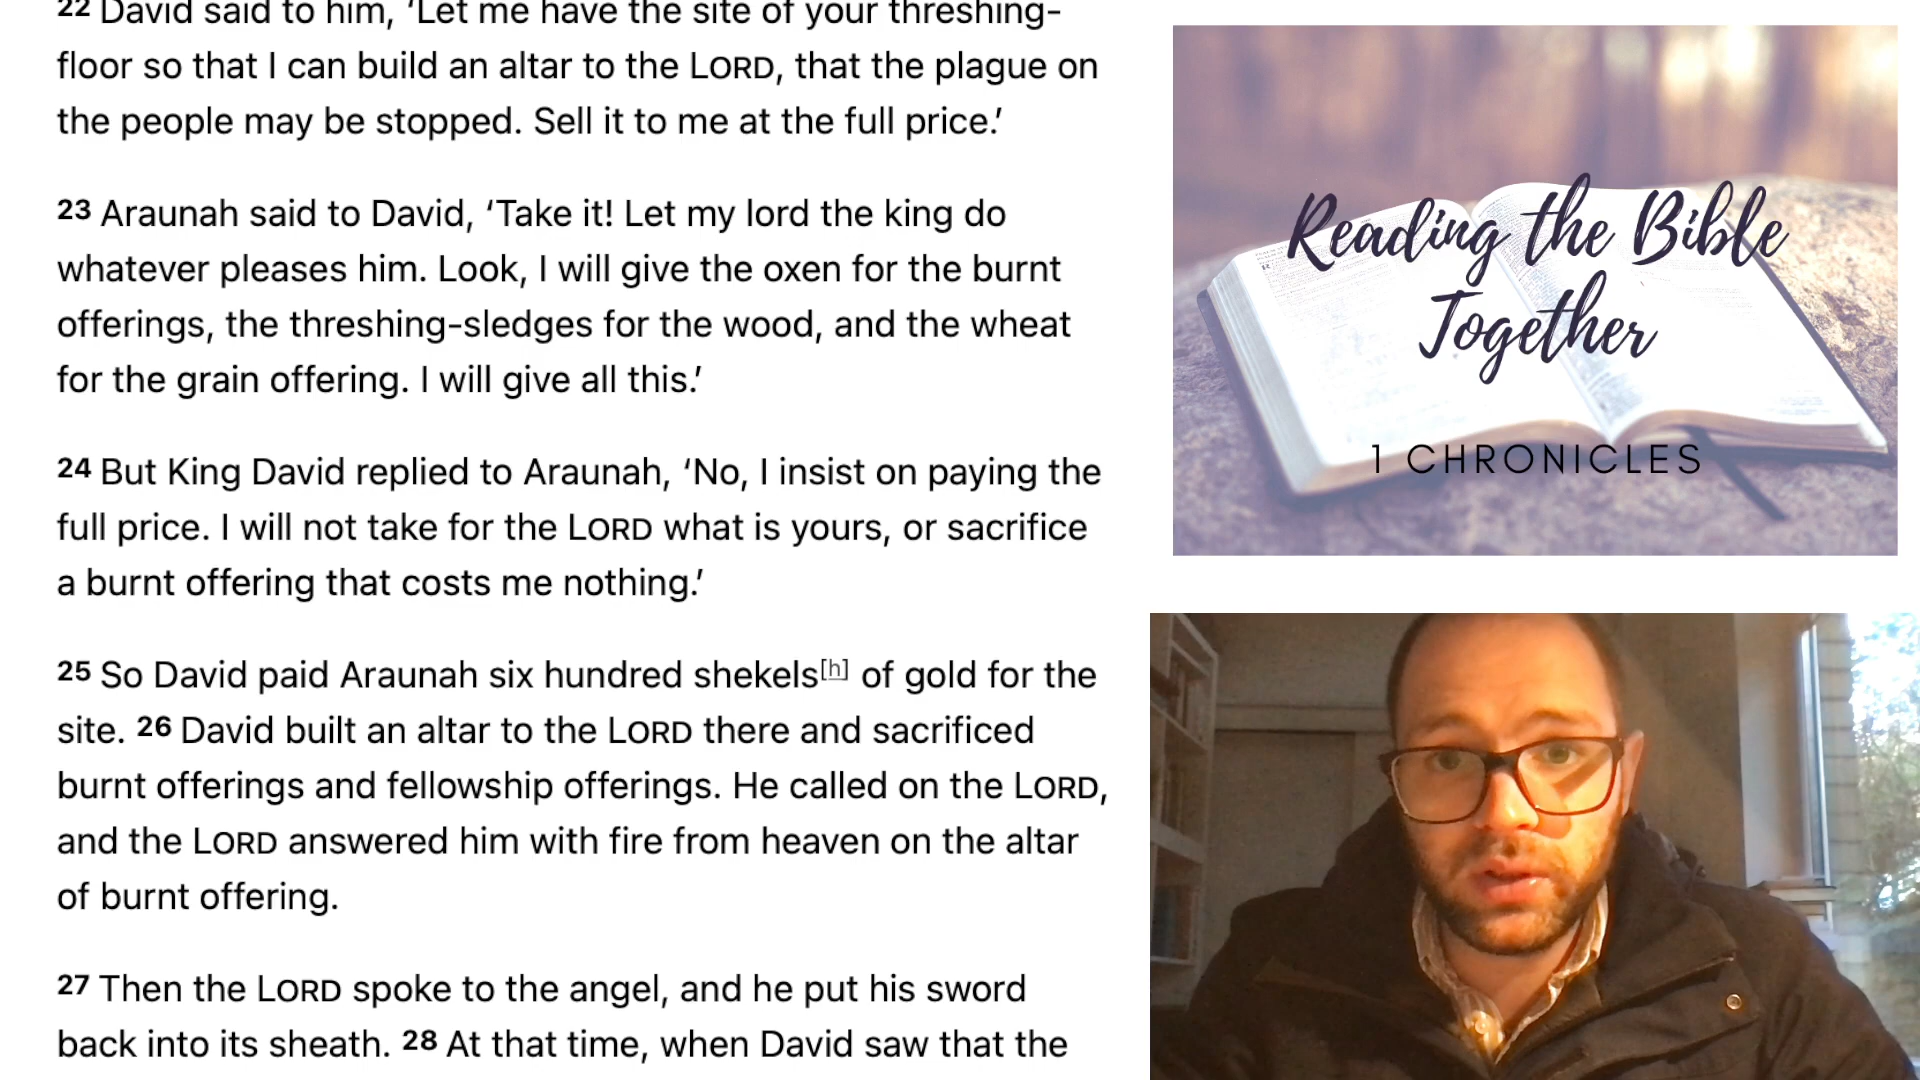 22 David said to him, ‘Let me have the site of your threshing-
floor so that I can build an altar to the LORD, that the plague on
the people may be stopped. Sell it to me at the full price.’
23 Araunah said to David, ‘Take it! Let my lord the king do
whatever pleases him. Look, I will give the oxen for the burnt
offerings, the threshing-sledges for the wood, and the wheat
for the grain offering. I will give all this.’
24 But King David replied to Araunah, ‘No, I insist on paying the
full price. I will not take for the LORD what is yours, or sacrifice
a burnt offering that costs me nothing.’
25 So David paid Araunah six hundred shekels[h] of gold for the
site. 26 David built an altar to the LORD there and sacrificed
burnt offerings and fellowship offerings. He called on the LORD,
and the LORD answered him with fire from heaven on the altar
of burnt offering.
27 Then the LORD spoke to the angel, and he put his sword
back into its sheath. 28 At that time, when David saw that the
Reading the Bible
Together
1 CHRONICLES